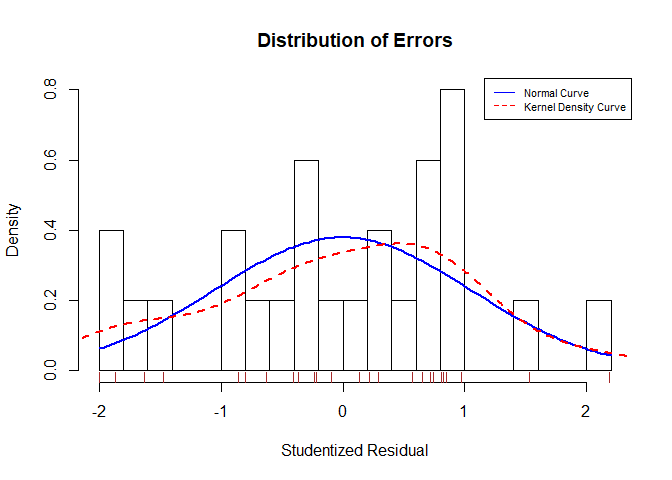 Distribution of Errors
Normal Curve
Kernel Density Curve
Density
0.8
0.6
0.4
0.2
0.0
-2 -1 0 1 2
Studentized Residual